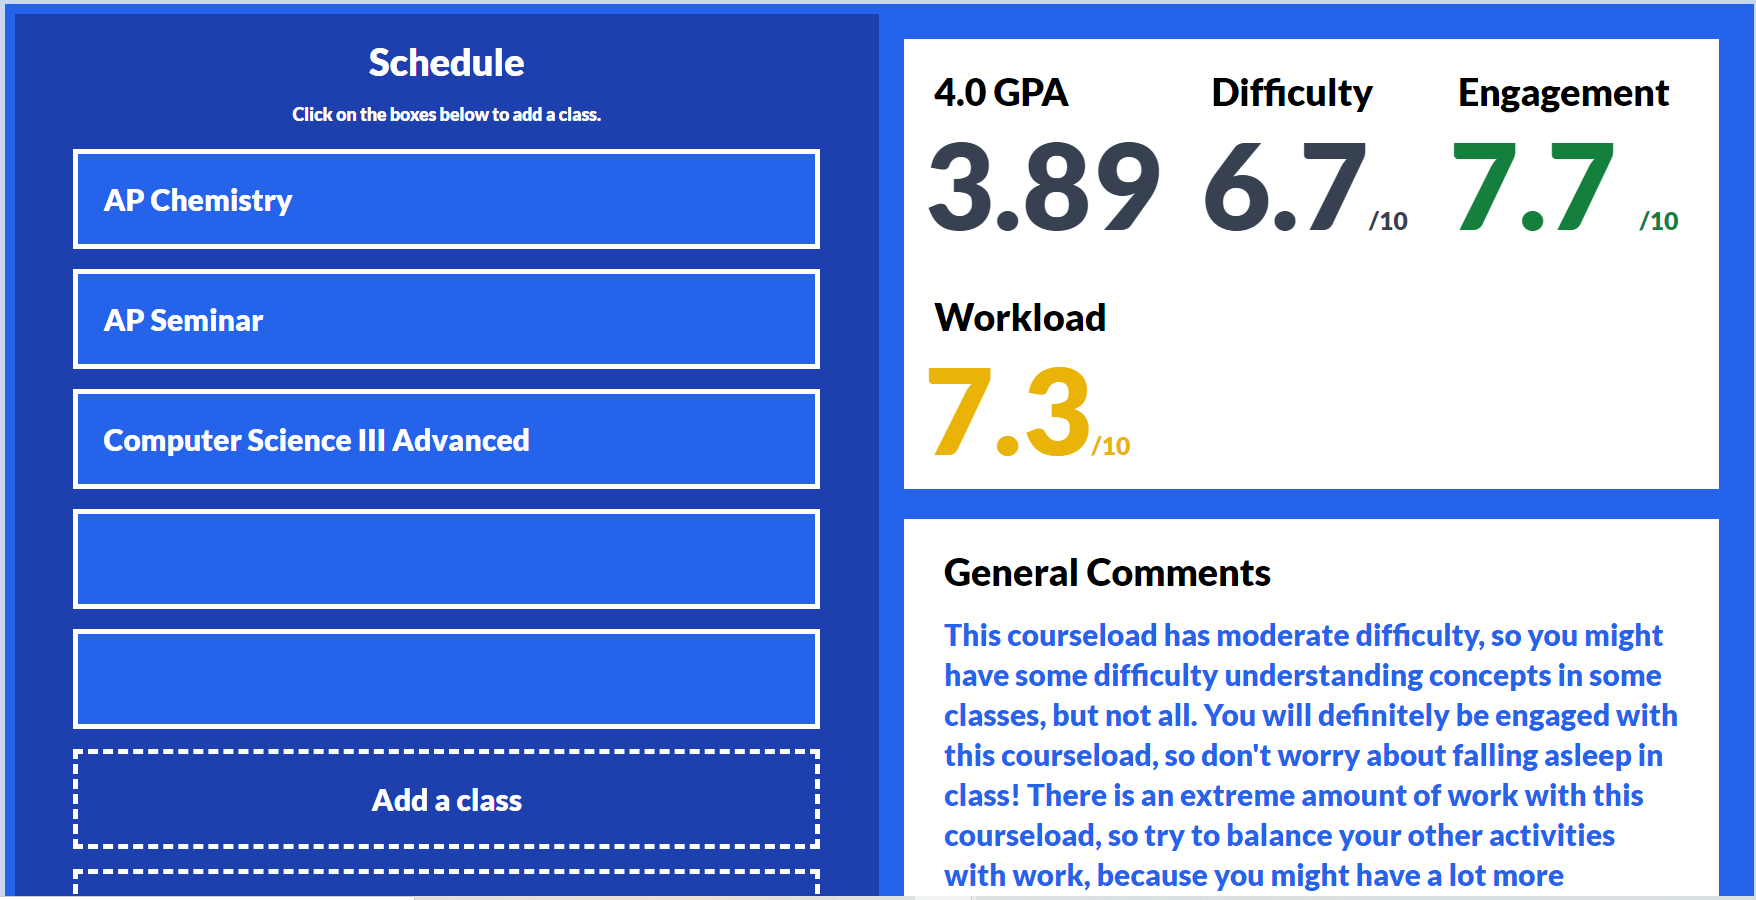 Schedule
Click on the boxes below to add a class.
AP Chemistry
AP Seminar
Computer Science III Advanced
Add a class
4.0 GPA
3.89
Difficulty
6.7 /10
Engagement
7.7 /10
Workload
7.3 /10
General Comments
This courseload has moderate difficulty, so you might
have some difficulty understanding concepts in some
classes, but not all. You will definitely be engaged with
this courseload, so don't worry about falling asleep in
class! There is an extreme amount of work with this
courseload, so try to balance your other activities
with work, because you might have a lot more